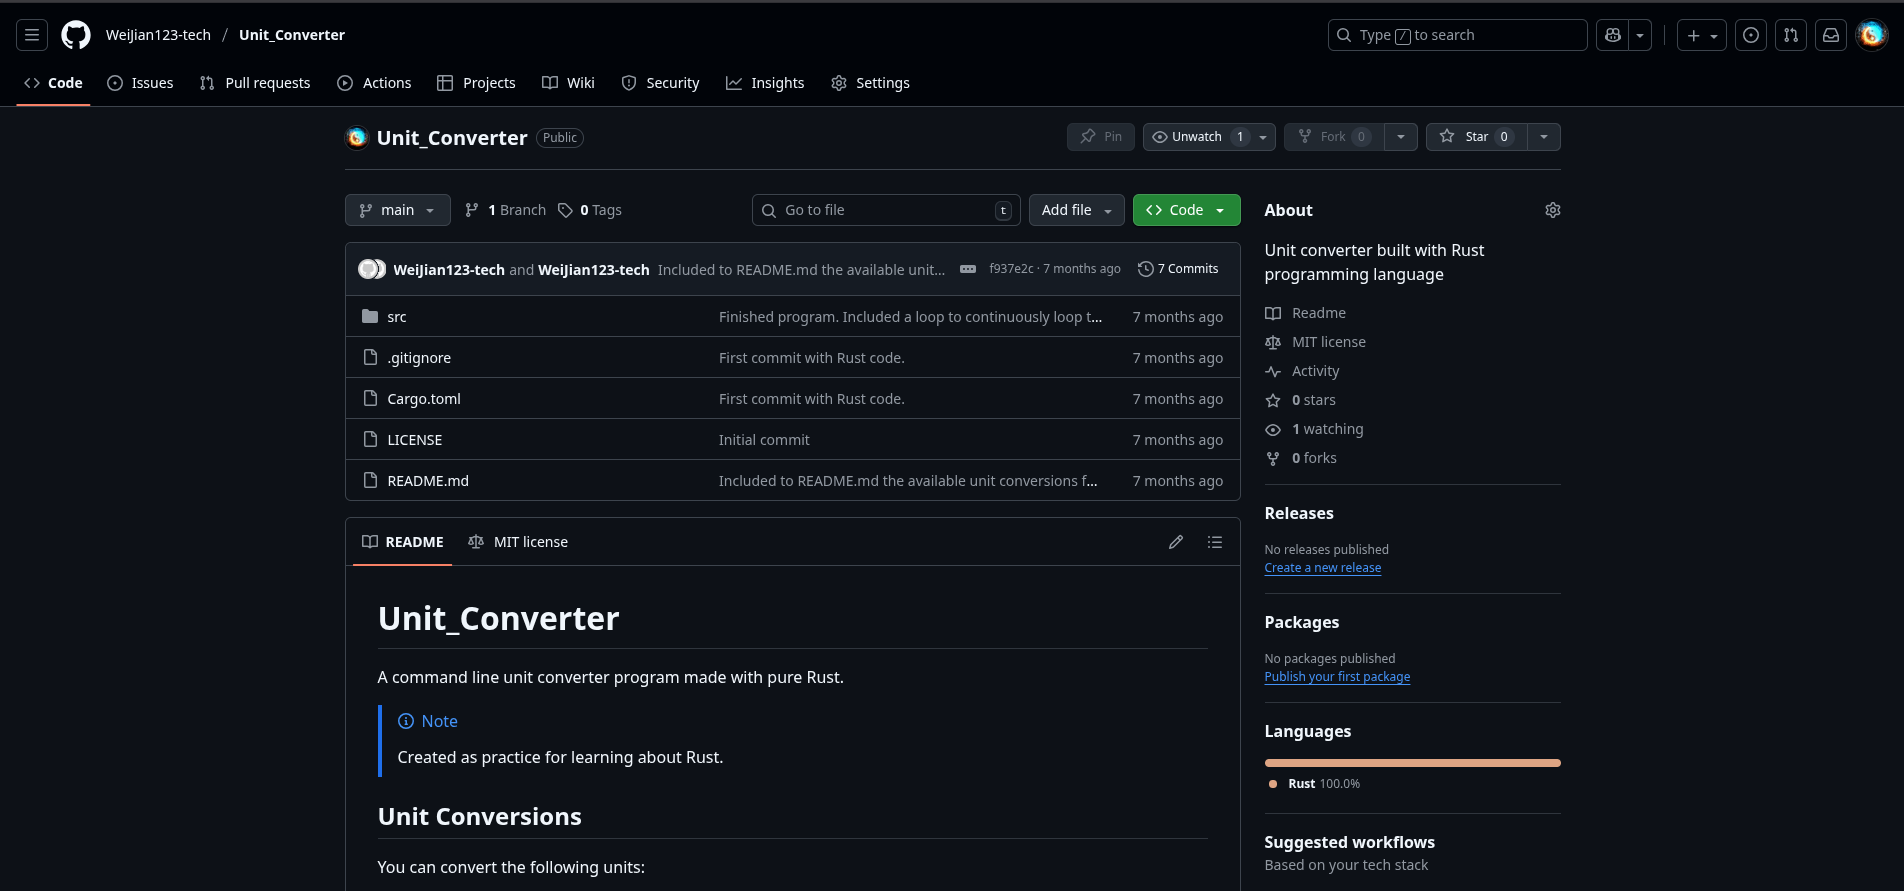 WeiJian123-tech / Unit_Converter
Type / to search
Code Issues Pull requests Actions Projects Wiki Security Insights Settings
Unit_Converter Public
Pin Unwatch 1 Fork 0 Star 0
main 1 Branch 0 Tags
Go to file t Add file Code
WeiJian123-tech and WeiJian123-tech Included to README.md the available unit... f937e2c · 7 months ago 7 Commits
src Finished program. Included a loop to continuously loop t... 7 months ago
.gitignore First commit with Rust code. 7 months ago
Cargo.toml First commit with Rust code. 7 months ago
LICENSE Initial commit 7 months ago
README.md Included to README.md the available unit conversions f... 7 months ago
README MIT license
Unit_Converter
A command line unit converter program made with pure Rust.
Note
Created as practice for learning about Rust.
Unit Conversions
You can convert the following units:
About
Unit converter built with Rust
programming language
Readme
MIT license
Activity
0 stars
1 watching
0 forks
Releases
No releases published
Create a new release
Packages
No packages published
Publish your first package
Languages
Rust 100.0%
Suggested workflows
Based on your tech stack